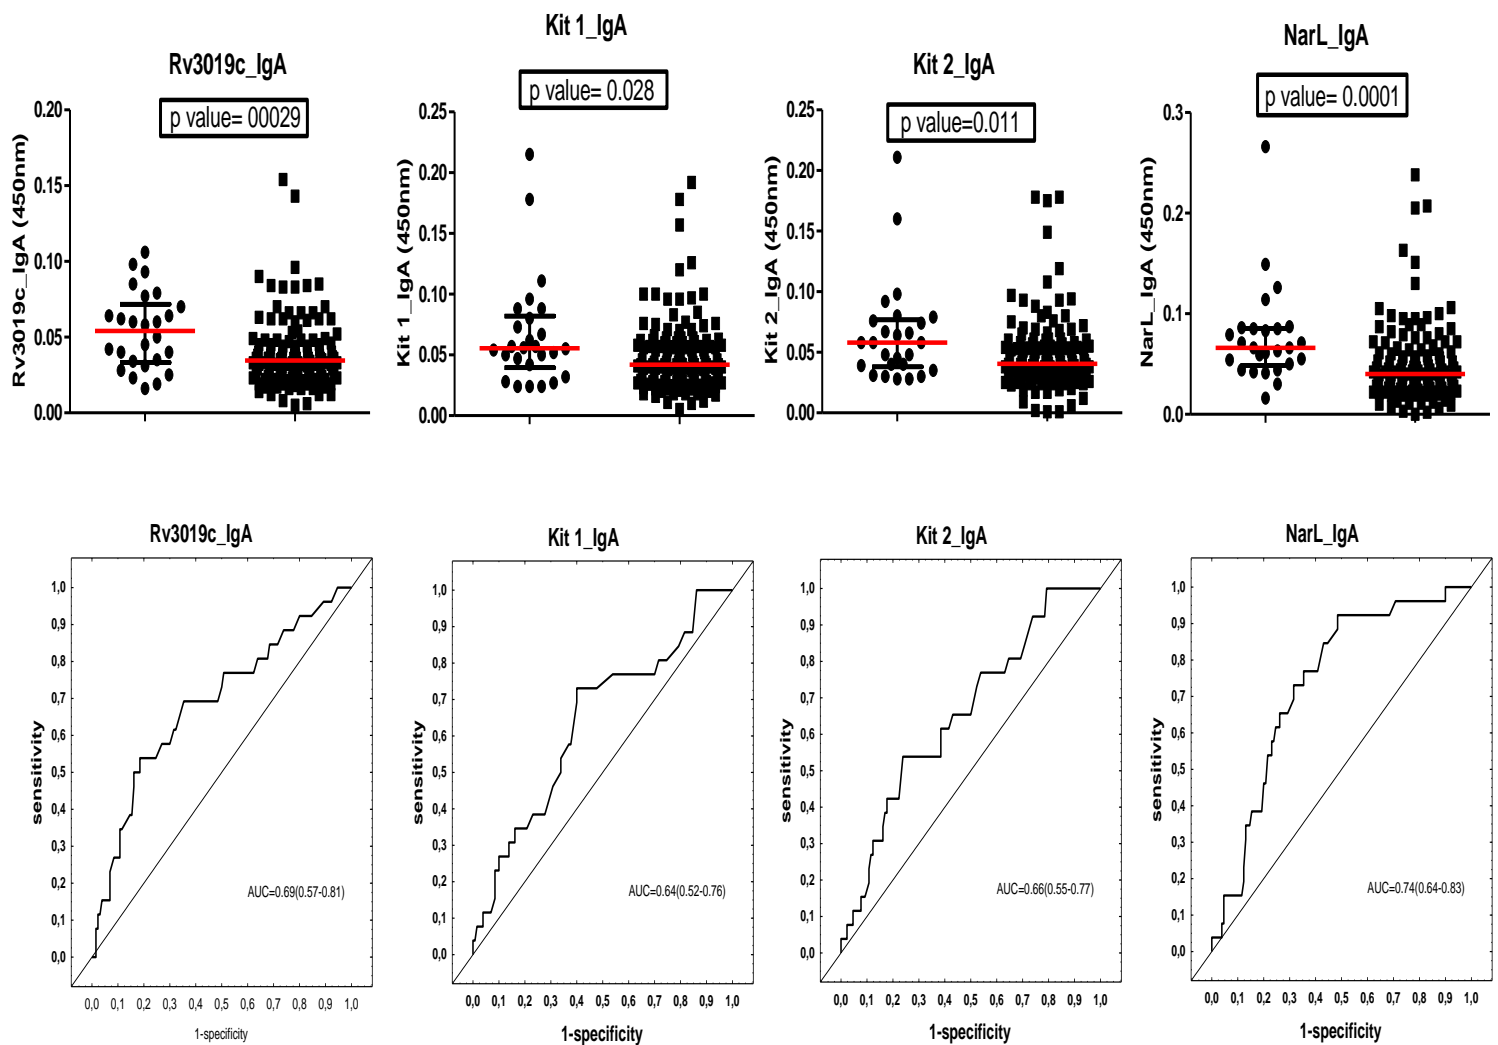 Rv3019c_IgA
p value= 00029
Rv3019c_IgA (450nm)
0.20
0.15
0.10
0.05
0.00
Kit 1_IgA
p value= 0.028
Kit 1_IgA (450nm)
0.25
0.20
0.15
0.10
0.05
0.00
Kit 2_IgA
p value=0.011
Kit 2_IgA (450nm)
0.25
0.20
0.15
0.10
0.05
0.00
NarL_IgA
p value= 0.0001
NarL_IgA (450nm)
0.3
0.2
0.1
0.0
Rv3019c_IgA
sensitivity
1,0
0,9
0,8
0,7
0,6
0,5
0,4
0,3
0,2
0,1
0,0
AUC=0.69(0.57-0.81)
0,0 0,1 0,2 0,3 0,4 0,5 0,6 0,7 0,8 0,9 1,0
1-specificity
Kit 1_IgA
sensitivity
1,0
0,9
0,8
0,7
0,6
0,5
0,4
0,3
0,2
0,1
0,0
AUC=0.64(0.52-0.76)
0,0 0,1 0,2 0,3 0,4 0,5 0,6 0,7 0,8 0,9 1,0
1-specificity
Kit 2_IgA
sensitivity
1,0
0,9
0,8
0,7
0,6
0,5
0,4
0,3
0,2
0,1
0,0
AUC=0.66(0.55-0.77)
0,0 0,1 0,2 0,3 0,4 0,5 0,6 0,7 0,8 0,9 1,0
1-specificity
NarL_IgA
sensitivity
1,0
0,9
0,8
0,7
0,6
0,5
0,4
0,3
0,2
0,1
0,0
AUC=0.74(0.64-0.83)
0,0 0,1 0,2 0,3 0,4 0,5 0,6 0,7 0,8 0,9 1,0
1-specificity